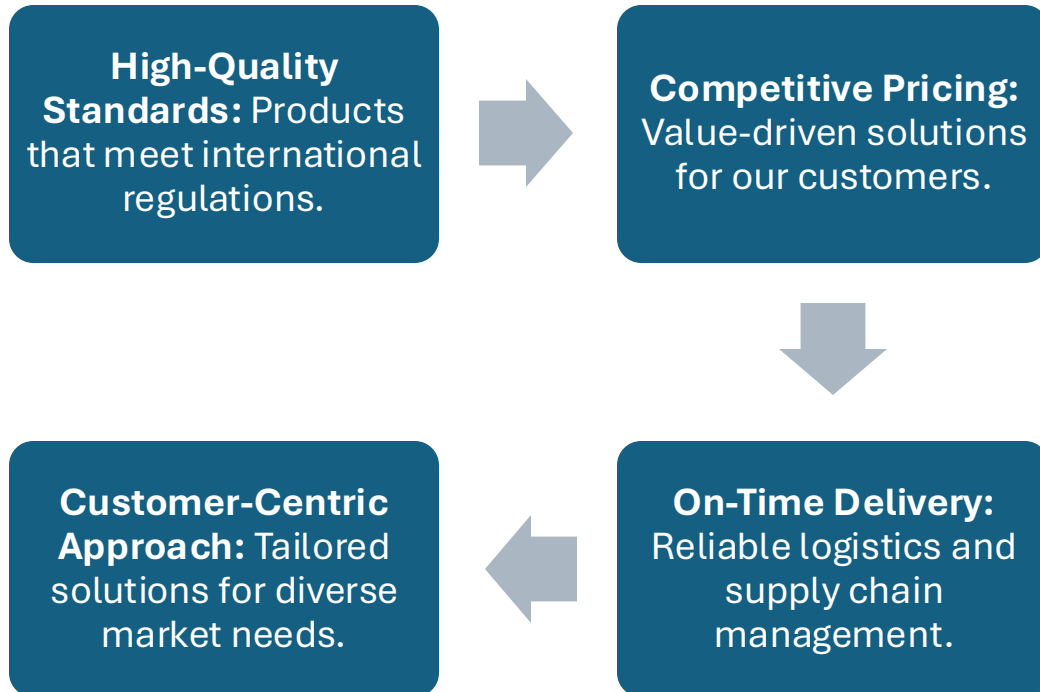 High-Quality
Standards: Products
that meet international
regulations.
Competitive Pricing:
Value-driven solutions
for our customers.
On-Time Delivery:
Reliable logistics and
supply chain
management.
Customer-Centric
Approach: Tailored
solutions for diverse
market needs.